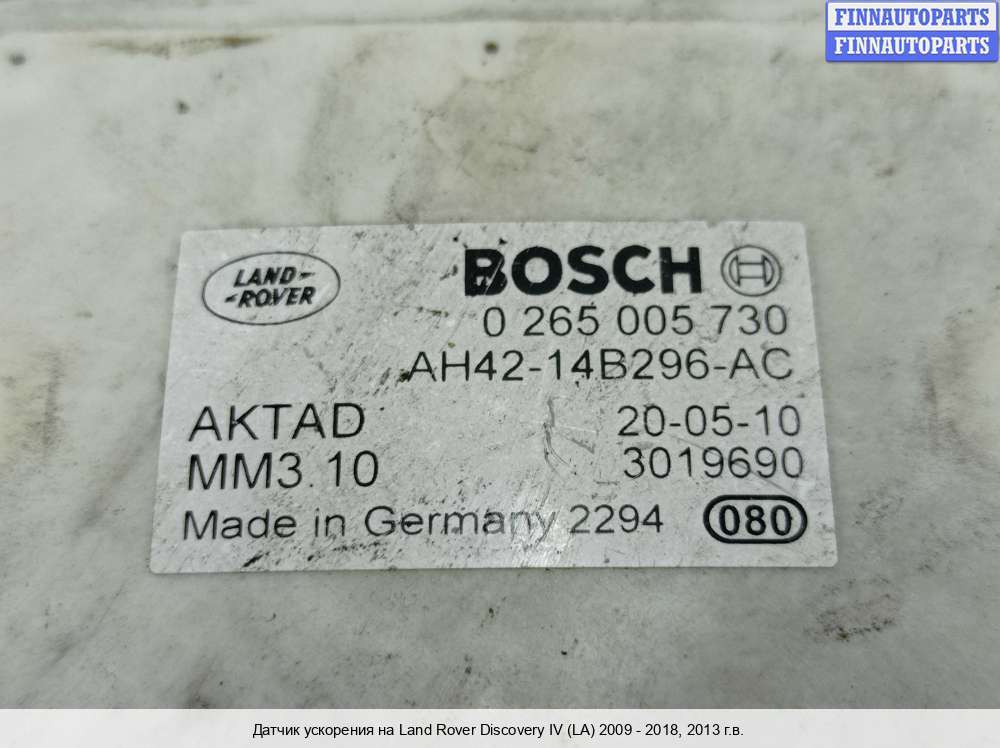 FINNAUTOPARTS
FINNAUTOPARTS
LAND-
-ROVER
BOSCH
0 265 005 730
AH42-14B296-AC
AKTAD
20-05-10
MM3.10
3019690
Made in Germany 2294
080
Датчик ускорения на Land Rover Discovery IV (LA) 2009 - 2018, 2013 г.в.